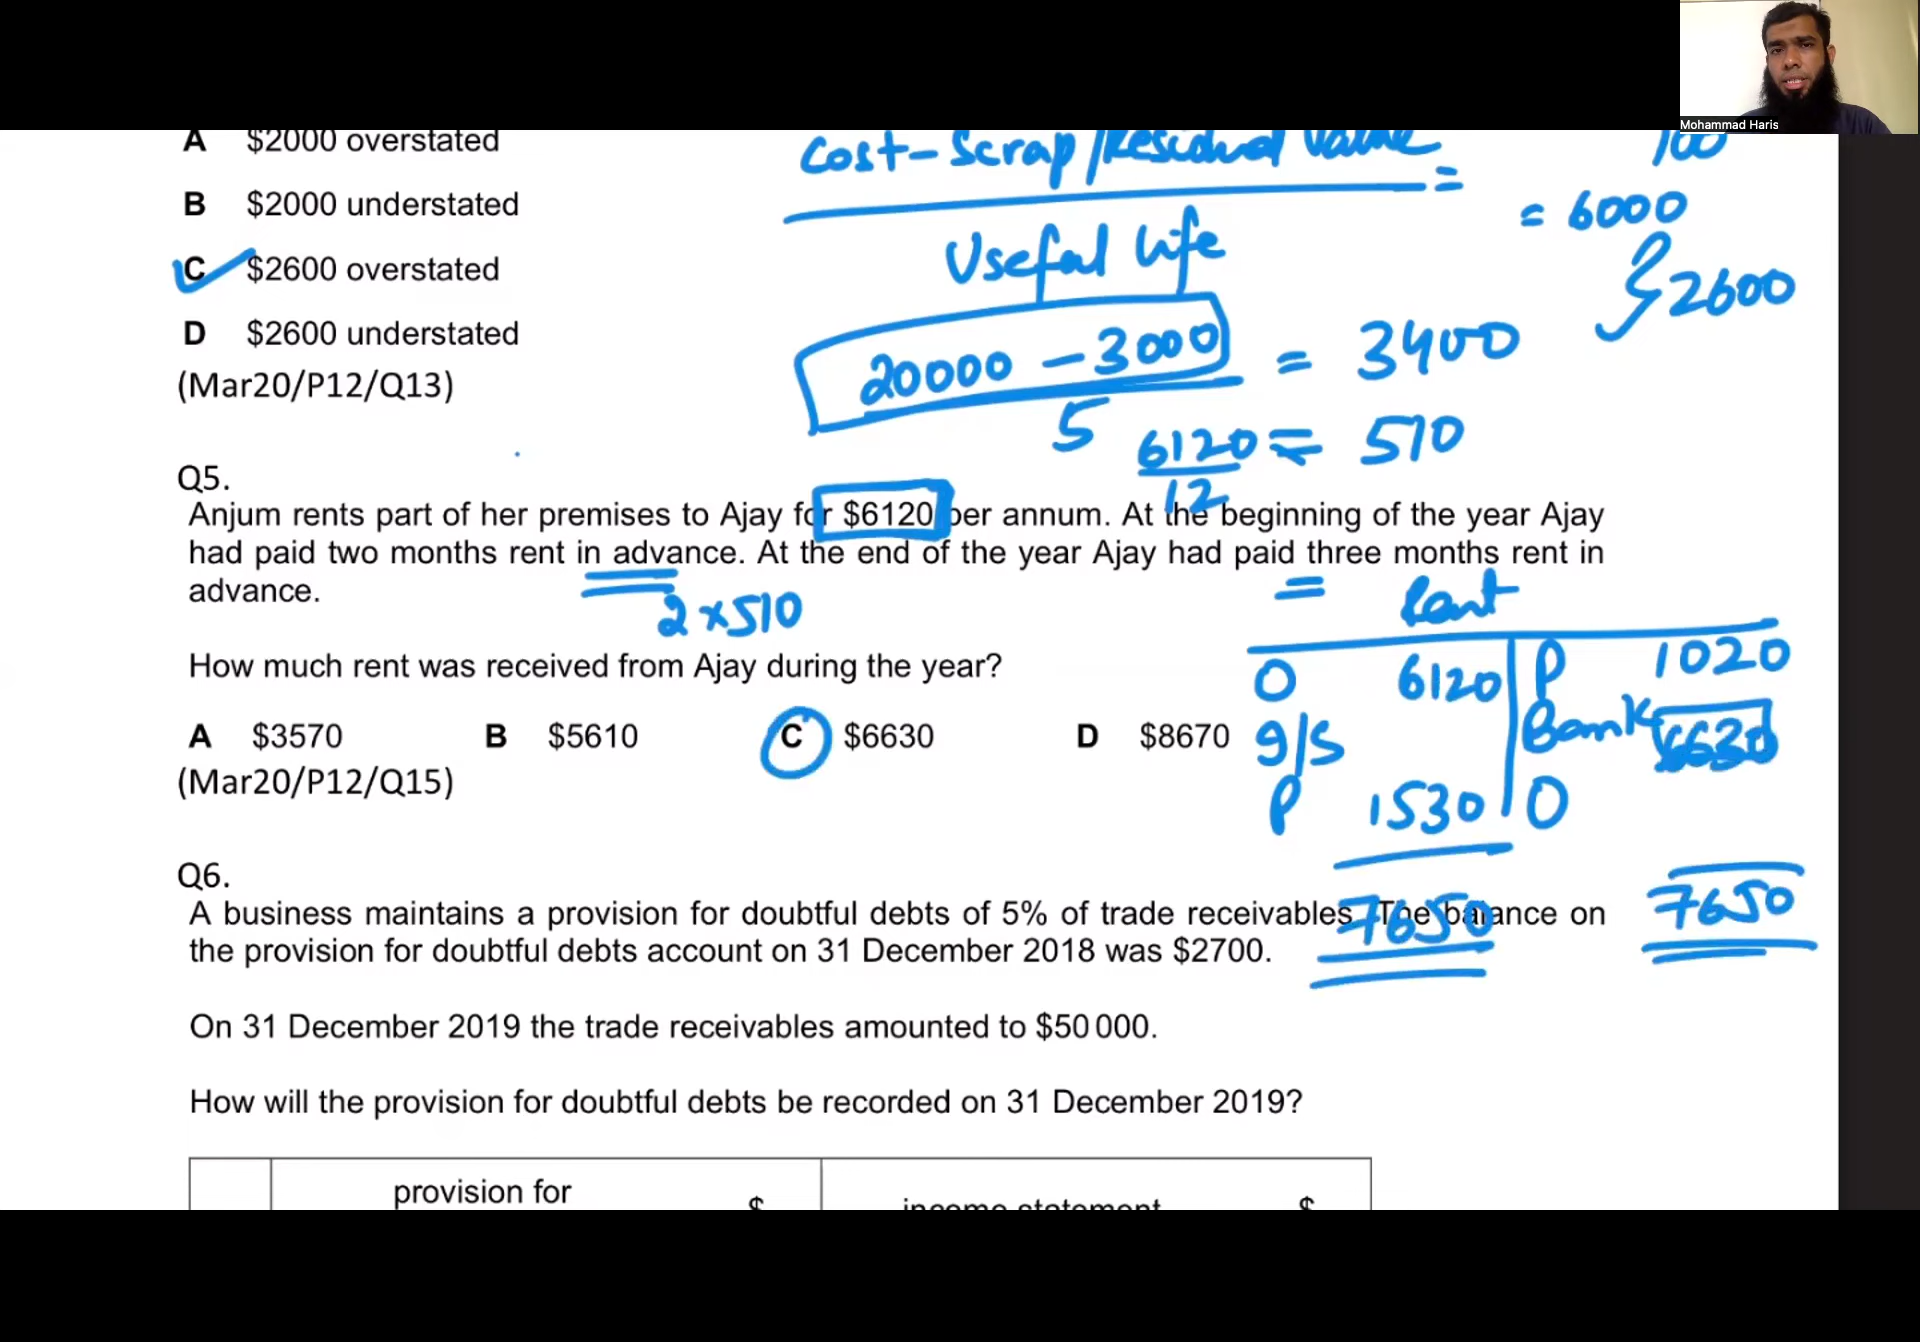 Mohammad Haris
A $2000 overstated
Cost - Scrap/Residual Value =
100
B $2000 understated
Useful life
= 6000
C $2600 overstated
2600
D $2600 understated
20000 - 3000 = 3400
5
(Mar20/P12/Q13)
6120 = 510
12
Q5.
Anjum rents part of her premises to Ajay for $6120 per annum. At the beginning of the year Ajay
had paid two months rent in advance. At the end of the year Ajay had paid three months rent in
advance.
2 x 510
Rent
How much rent was received from Ajay during the year?
O 6120 P 1020
A $3570 B $5610 C $6630 D $8670
I/S Bank 6630
(Mar20/P12/Q15)
P 1530 O
7650 7650
Q6.
A business maintains a provision for doubtful debts of 5% of trade receivables. The balance on
the provision for doubtful debts account on 31 December 2018 was $2700.
On 31 December 2019 the trade receivables amounted to $50 000.
How will the provision for doubtful debts be recorded on 31 December 2019?
provision for $ income statement $